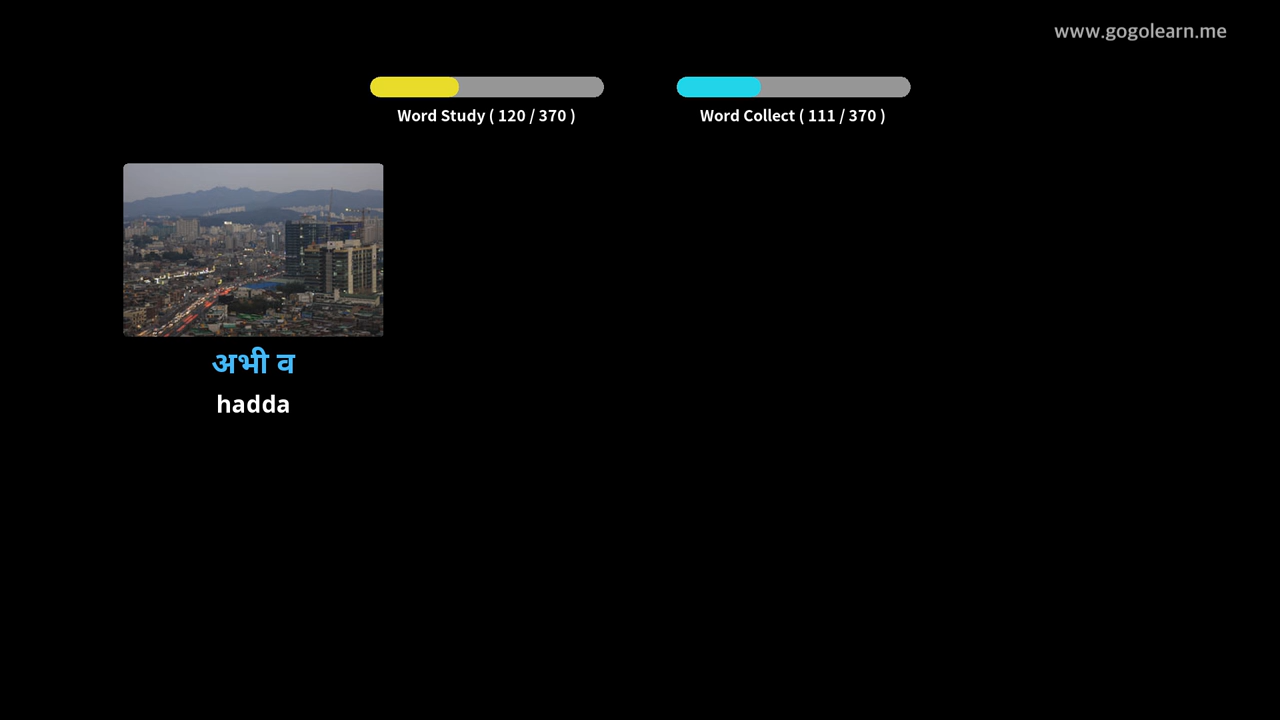 www.gogolearn.me
Word Study ( 120 / 370 )
Word Collect ( 111 / 370 )
अभी व
hadda